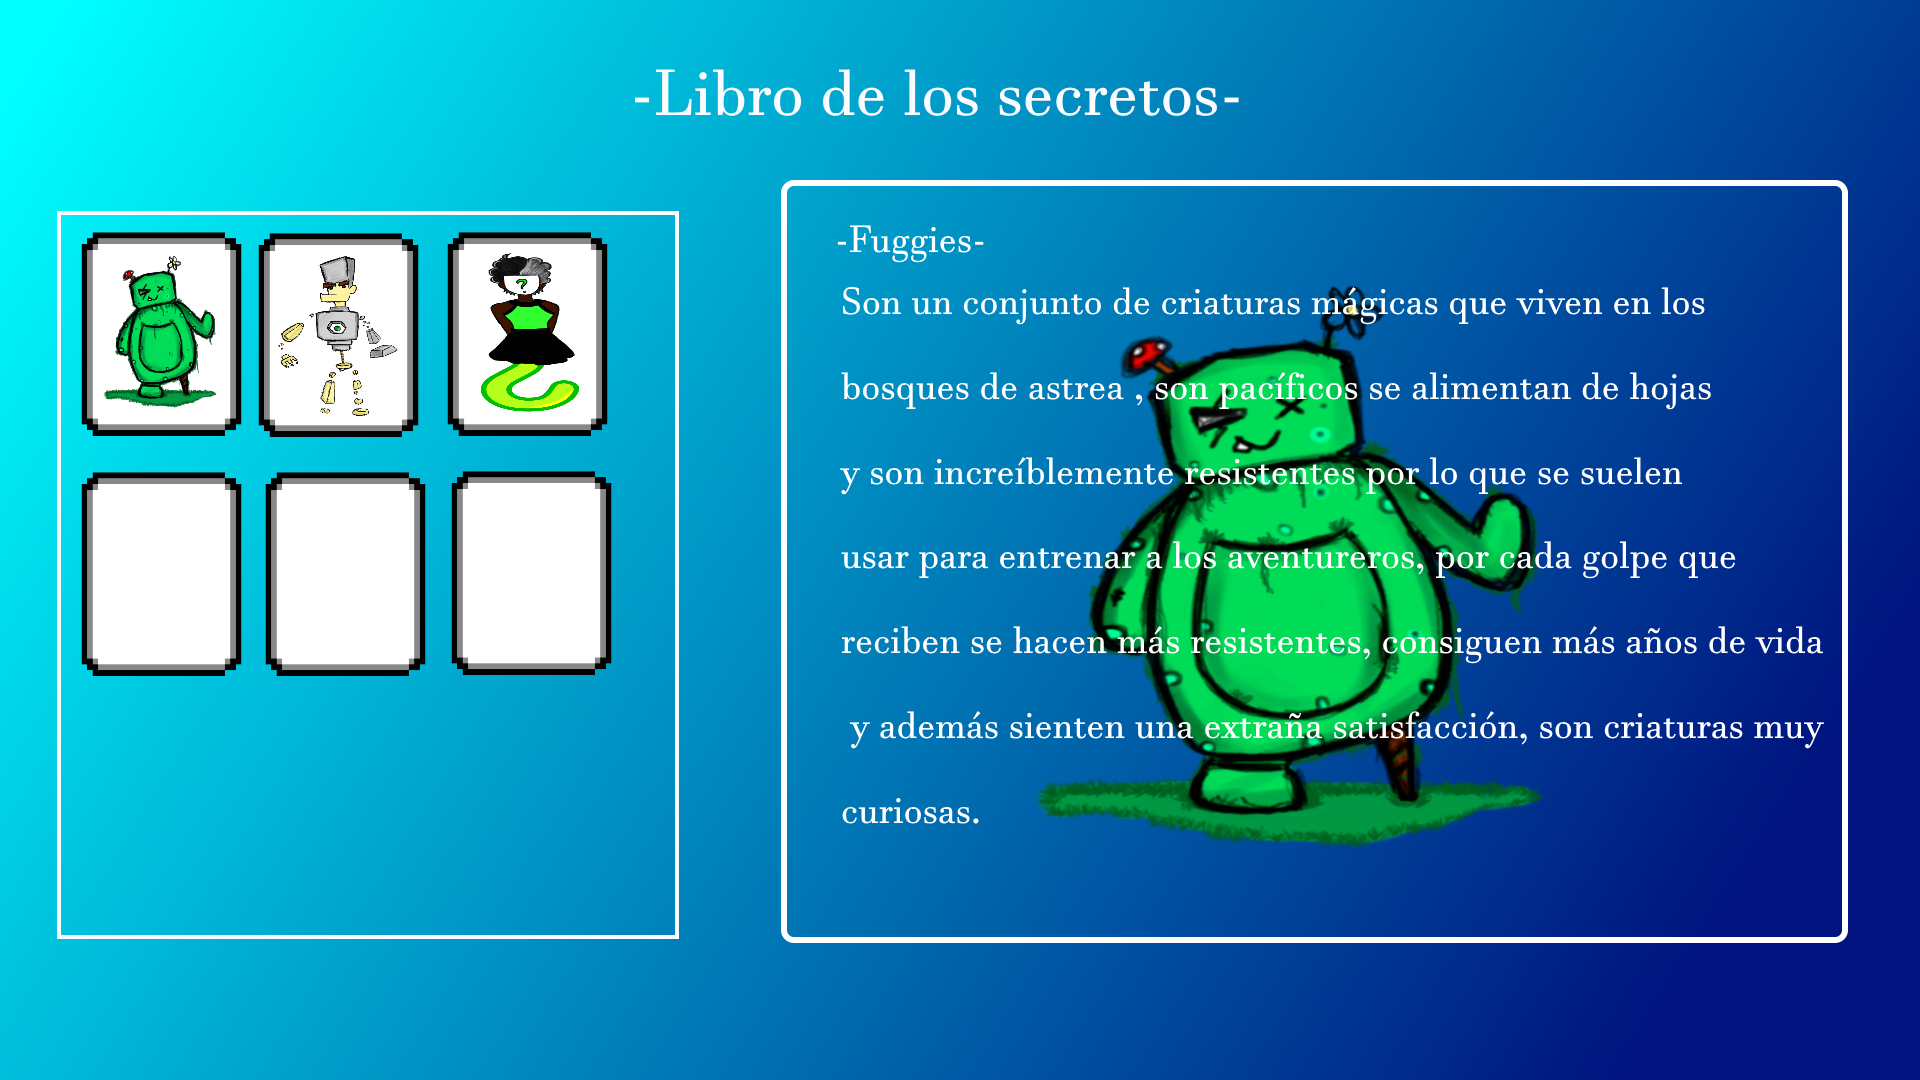 -Libro de los secretos-
-Fuggies-
Son un conjunto de criaturas mágicas que viven en los
bosques de astrea , son pacíficos se alimentan de hojas
y son increíblemente resistentes por lo que se suelen
usar para entrenar a los aventureros, por cada golpe que
reciben se hacen más resistentes, consiguen más años de vida
y además sienten una extraña satisfacción, son criaturas muy
curiosas.
?